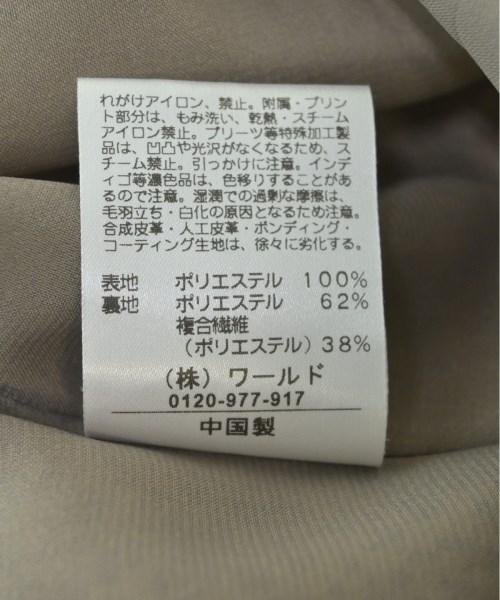 れがけアイロン、禁止。附属・プリン
ト部分は、もみ洗い、乾熱・スチーム
アイロン禁止。プリーツ等特殊加工製
品は、凹凸や光沢がなくなるため、ス
チーム禁止。引っかけに注意。インデ
ィゴ等濃色品は、色移りすることがあ
るので注意。湿潤での過剰な摩擦は、
毛羽立ち・白化の原因となるため注意。
合成皮革・人工皮革・ボンディング・
コーティング生地は、徐々に劣化する。
表地 ポリエステル 100%
裏地 ポリエステル 62%
複合繊維
(ポリエステル) 38%
(株) ワールド
0120-977-917
中国製